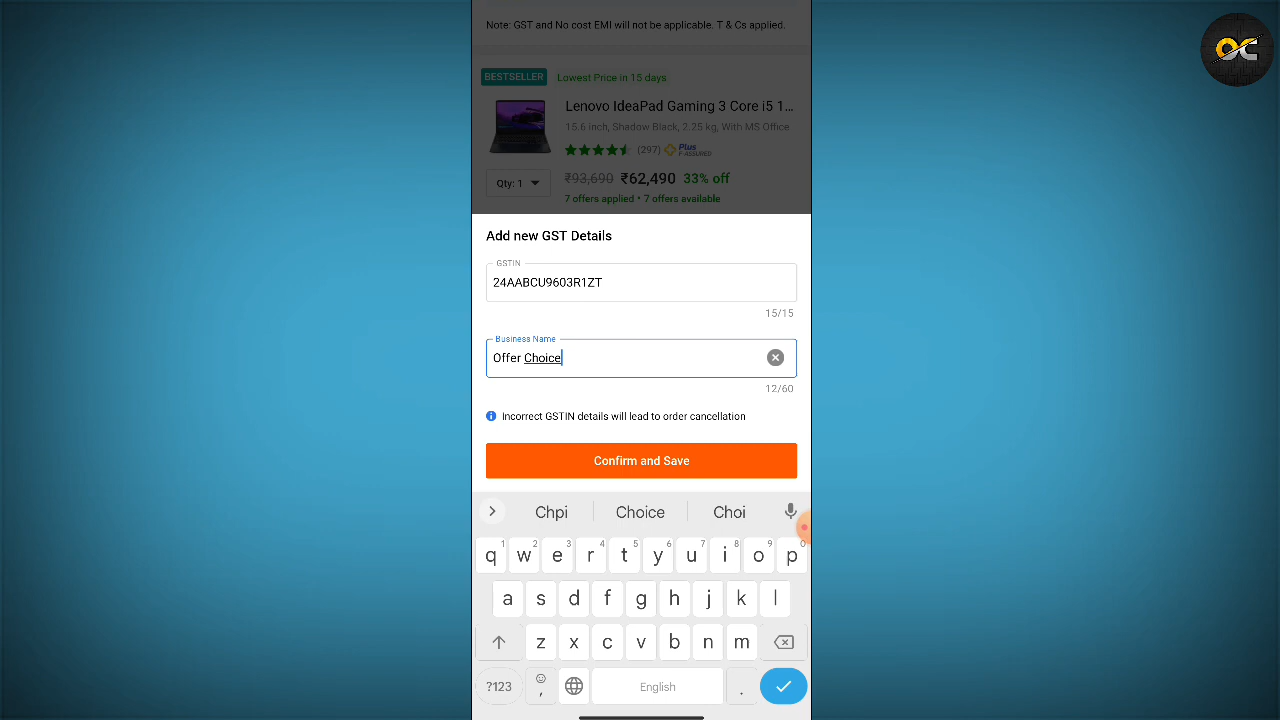 Note: GST and No cost EMI will not be applicable. T & Cs applied.
OC
BESTSELLER Lowest Price in 15 days
Lenovo IdeaPad Gaming 3 Core i5 1...
15.6 inch, Shadow Black, 2.25 kg, With MS Office
(297) Plus F-ASSURED
Qty: 1 ₹93,690 ₹62,490 33% off
7 offers applied • 7 offers available
Add new GST Details
GSTIN
24AABCU9603R1ZT
15/15
Business Name
Offer Choice
12/60
Incorrect GSTIN details will lead to order cancellation
Confirm and Save
Chpi Choice Choi
1 2 3 4 5 6 7 8 9 0
q w e r t y u i o p
a s d f g h j k l
z x c v b n m
?123 , English .